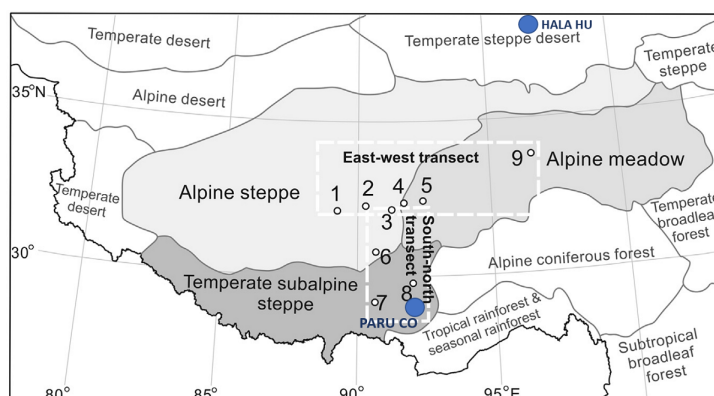 HALA HU
Temperate desert
Temperate steppe desert
Temperate
steppe
35°N
Alpine desert
East-west transect
9
Alpine meadow
Alpine steppe
1
2
4
5
3
Temperate
desert
Temperate
broadleaf
forest
South-north
transect
30°
6
Alpine coniferous forest
Temperate subalpine
steppe
7
8
PARU CO
Tropical rainforest &
seasonal rainforest
Subtropical
broadleaf
forest
80°
85°
90°
95°E